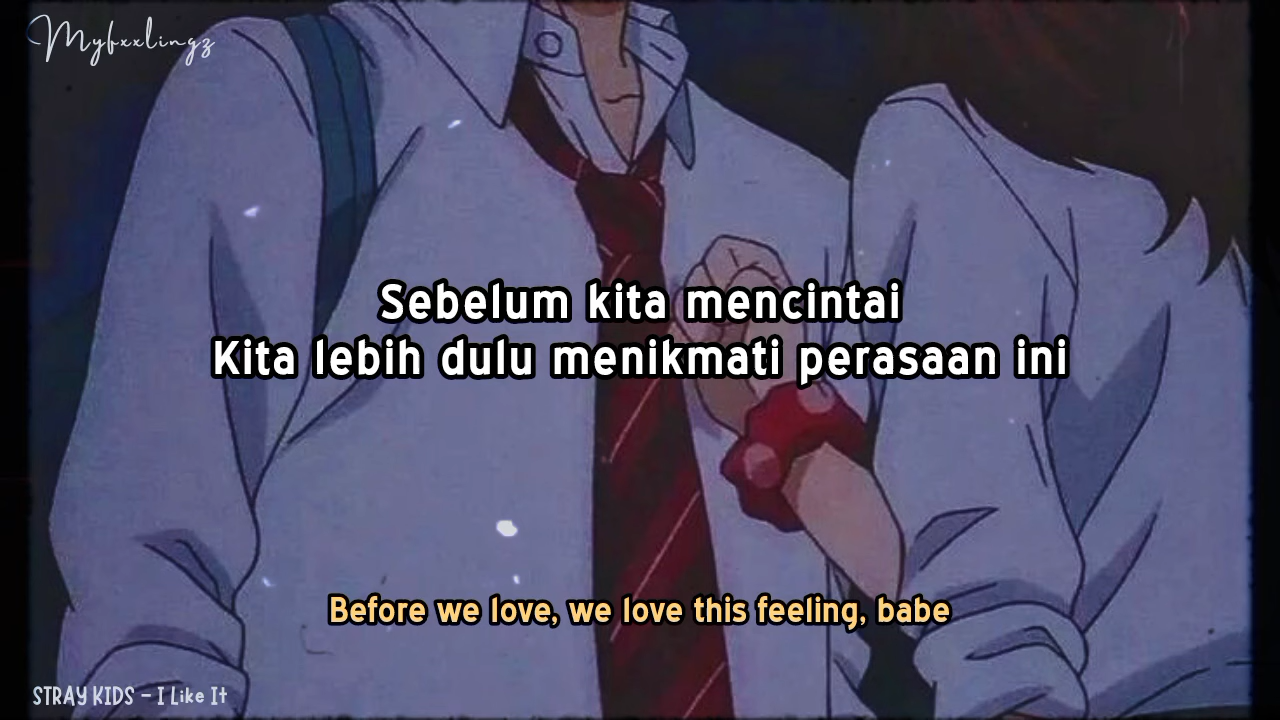 Myfxxlingz
Sebelum kita mencintai
Kita lebih dulu menikmati perasaan ini
Before we love, we love this feeling, babe
STRAY KIDS - I Like It